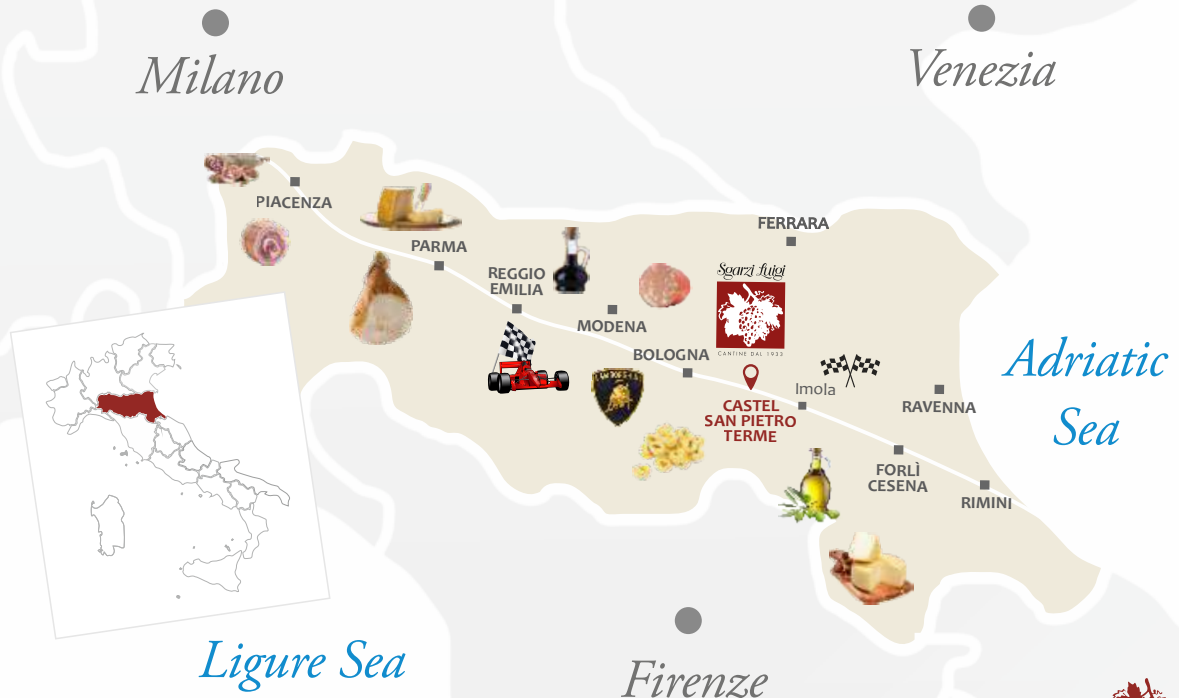 Milano
Venezia
PIACENZA
PARMA
REGGIO
EMILIA
MODENA
FERRARA
Sgarzi Luigi
CANTINE DAL 1933
BOLOGNA
CASTEL
SAN PIETRO
TERME
Imola
RAVENNA
FORLÌ
CESENA
RIMINI
Adriatic
Sea
Ligure Sea
Firenze